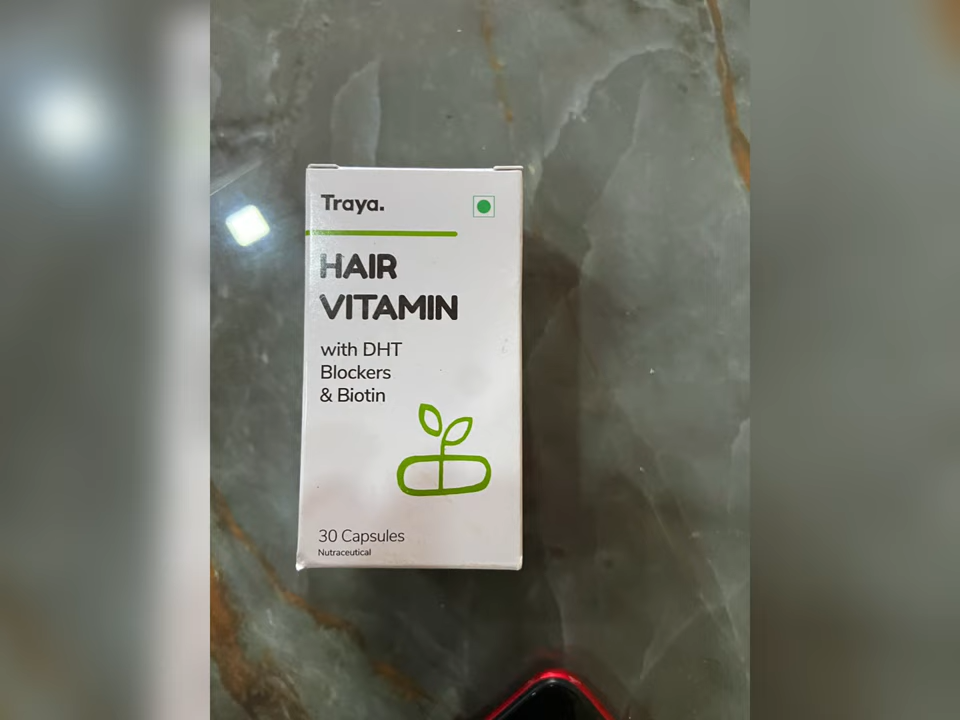 Traya.
HAIR
VITAMIN
with DHT
Blockers
& Biotin
30 Capsules
Nutraceutical